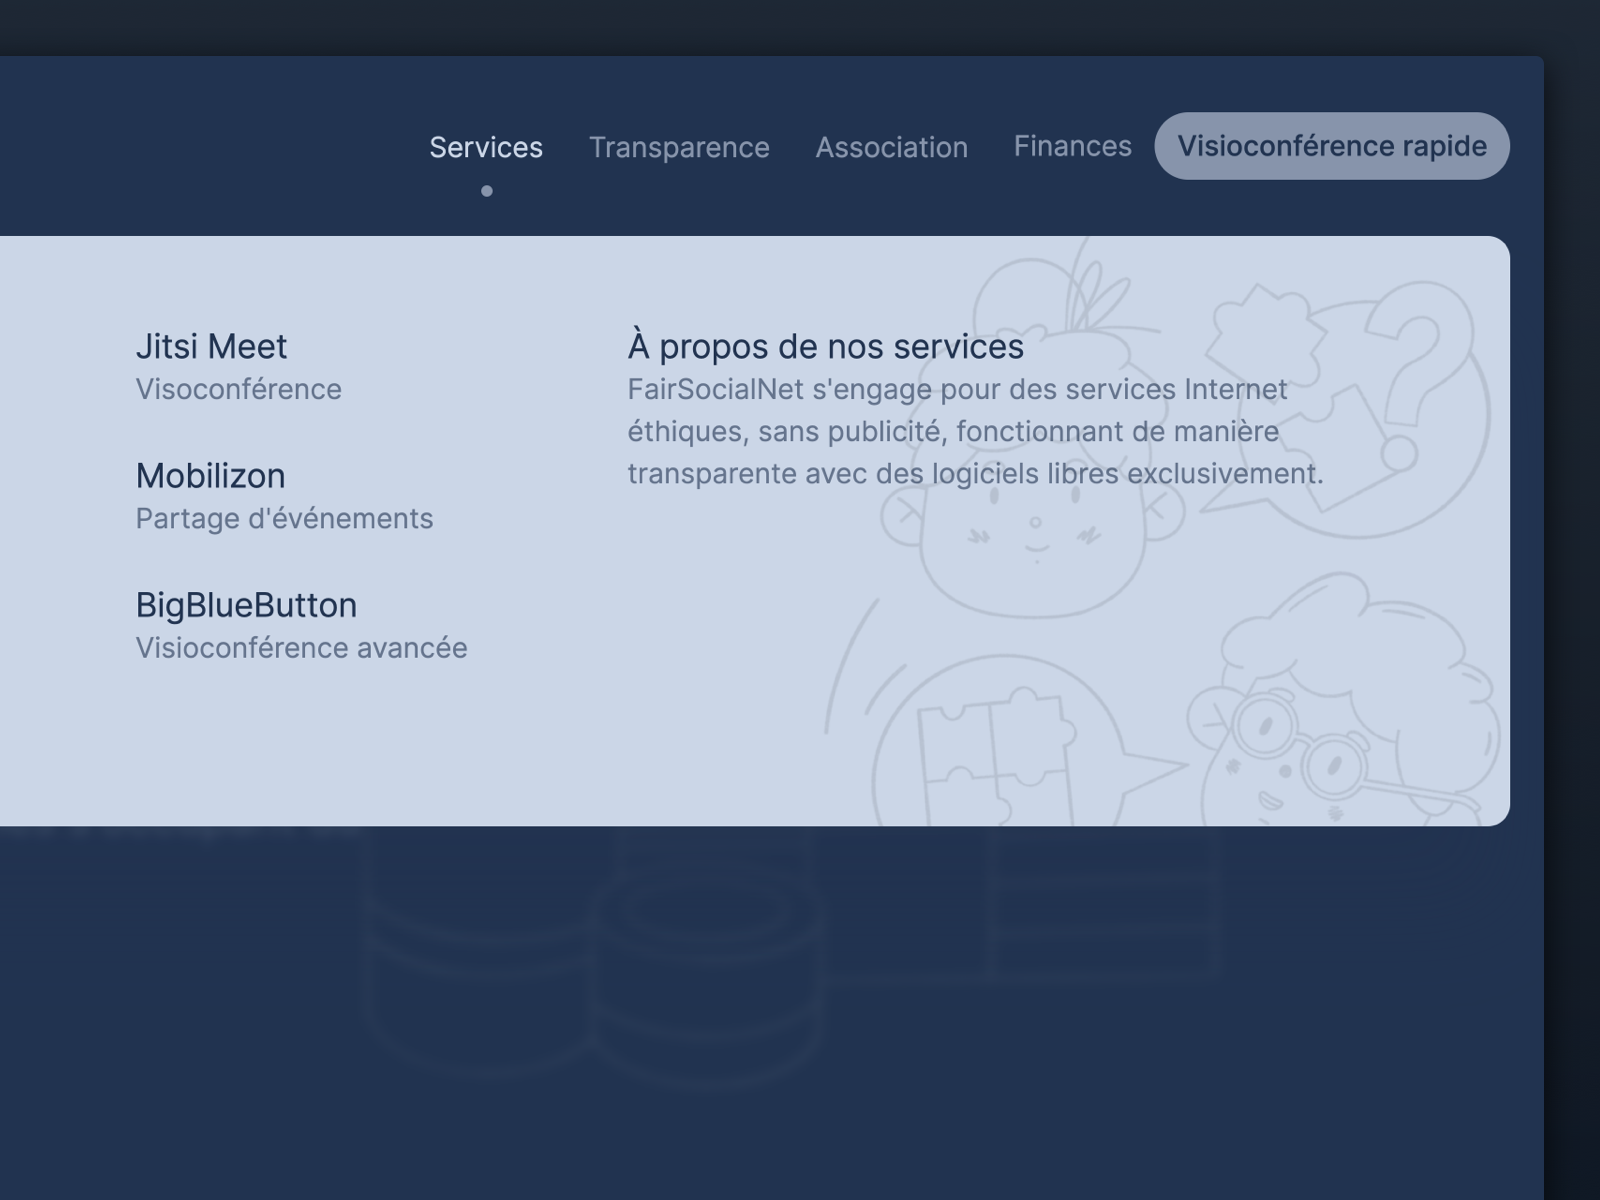 Services
Transparence
Association
Finances
Visioconférence rapide
Jitsi Meet
Visoconférence
Mobilizon
Partage d'événements
BigBlueButton
Visioconférence avancée
À propos de nos services
FairSocialNet s'engage pour des services Internet
éthiques, sans publicité, fonctionnant de manière
transparente avec des logiciels libres exclusivement.